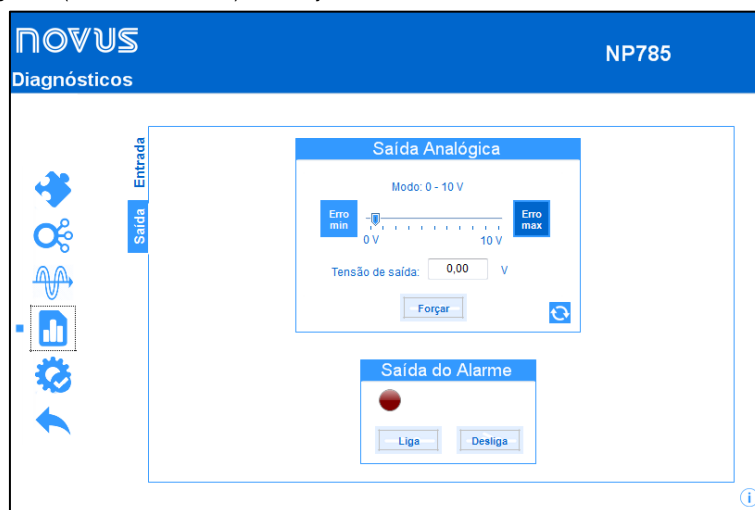 NOVUS
NP785
Diagnósticos
Entrada
Saída
Saída Analógica
Modo: 0 - 10 V
Erro min
Erro max
0 V
10 V
Tensão de saída: 0,00 V
Forçar
Saída do Alarme
Liga
Desliga
i